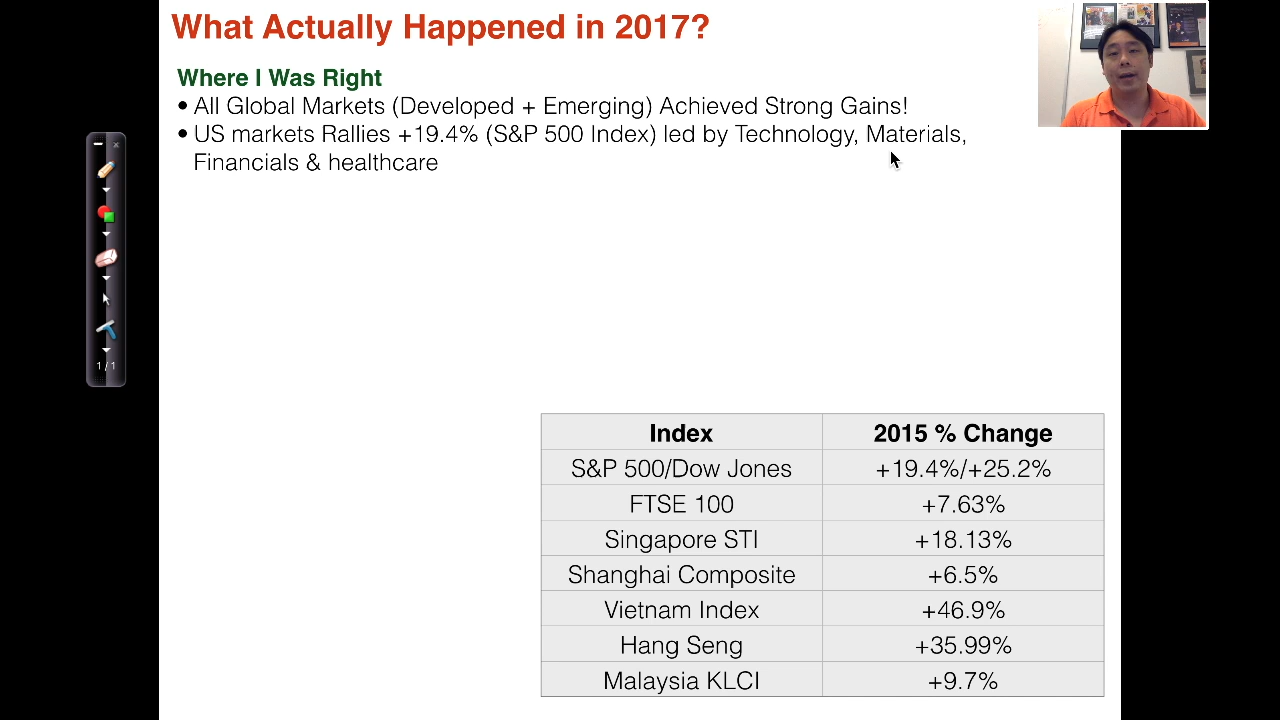 What Actually Happened in 2017?
Where I Was Right
• All Global Markets (Developed + Emerging) Achieved Strong Gains!
• US markets Rallies +19.4% (S&P 500 Index) led by Technology, Materials,
Financials & healthcare
1/1
Index 2015 % Change
S&P 500/Dow Jones +19.4%/+25.2%
FTSE 100 +7.63%
Singapore STI +18.13%
Shanghai Composite +6.5%
Vietnam Index +46.9%
Hang Seng +35.99%
Malaysia KLCI +9.7%